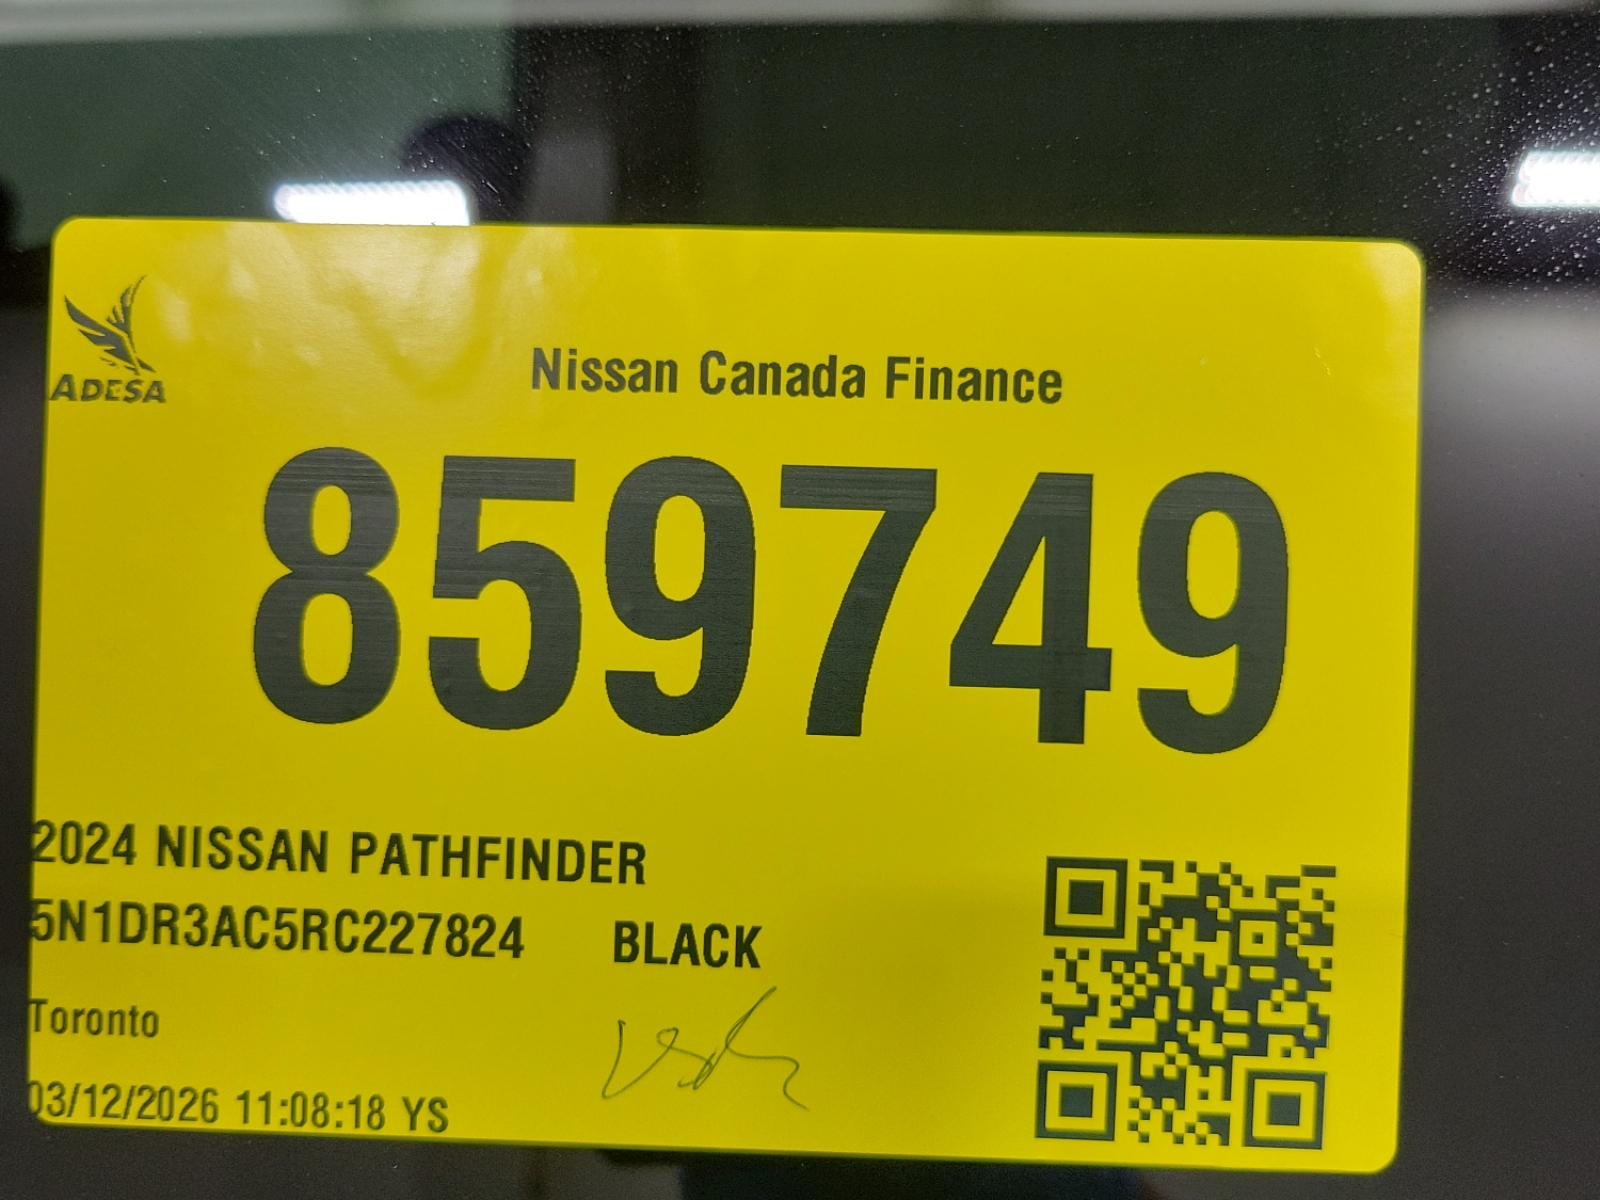 ADESA
Nissan Canada Finance
859749
2024 NISSAN PATHFINDER
5N1DR3AC5RC227824 BLACK
Toronto
03/12/2026 11:08:18 YS